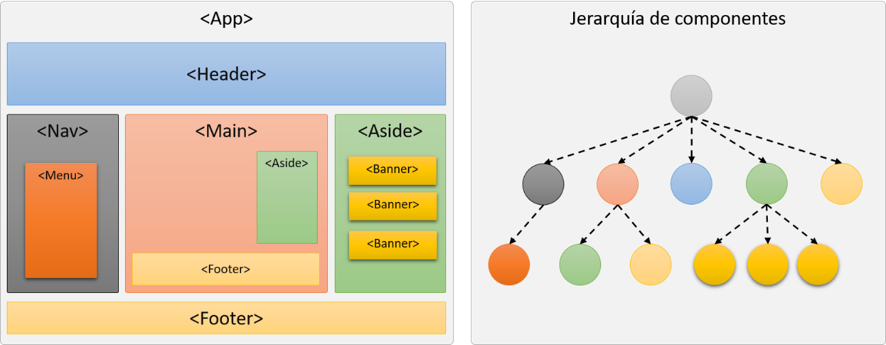 <App>
<Header>
<Nav>
<Menu>
<Main>
<Aside>
<Footer>
<Aside>
<Banner>
<Banner>
<Banner>
<Footer>
Jerarquía de componentes